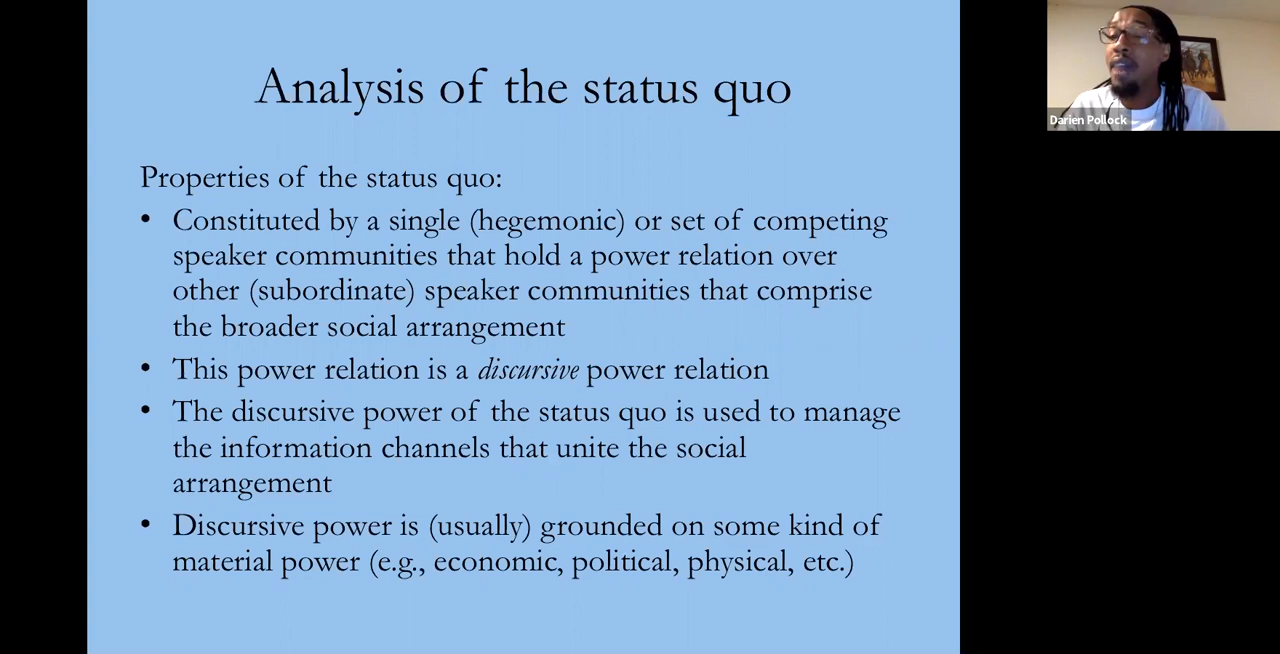 Analysis of the status quo
Darien Pollock
Properties of the status quo:
• Constituted by a single (hegemonic) or set of competing
speaker communities that hold a power relation over
other (subordinate) speaker communities that comprise
the broader social arrangement
• This power relation is a discursive power relation
• The discursive power of the status quo is used to manage
the information channels that unite the social
arrangement
• Discursive power is (usually) grounded on some kind of
material power (e.g., economic, political, physical, etc.)